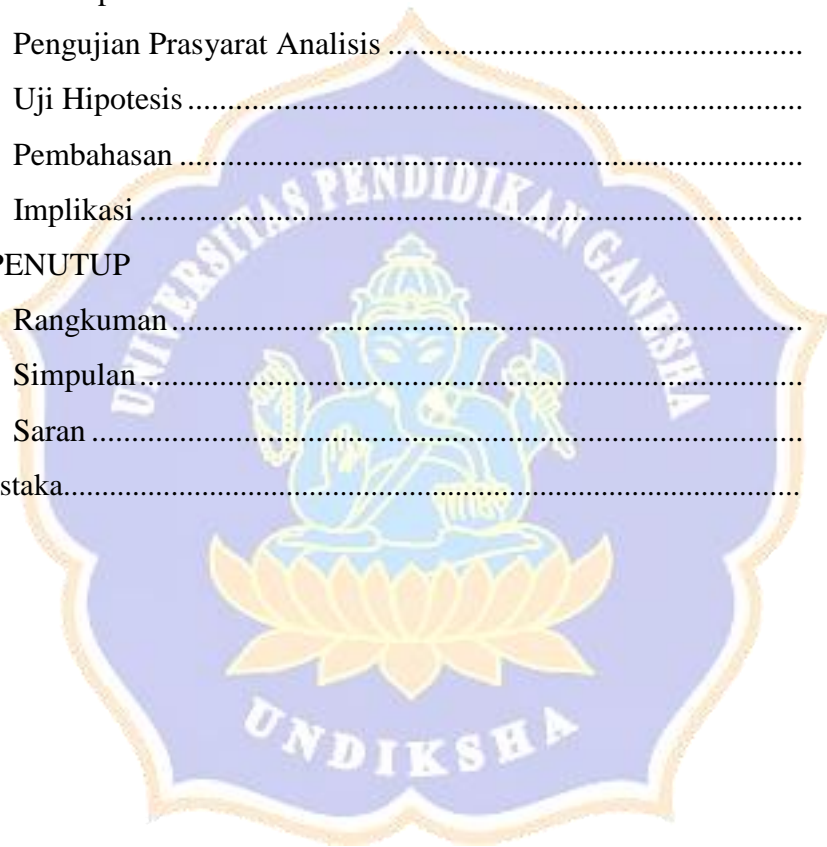 Pengujian Prasyarat Analisis ......................................................
Uji Hipotesis ................................................................................
Pembahasan .................................................................................
Implikasi ......................................................................................
PENUTUP
Rangkuman ..................................................................................
Simpulan......................................................................................
Saran ............................................................................................
staka...............................................................................................
UNIVERSITAS PENDIDIKAN GANESHA
UNDIKSHA